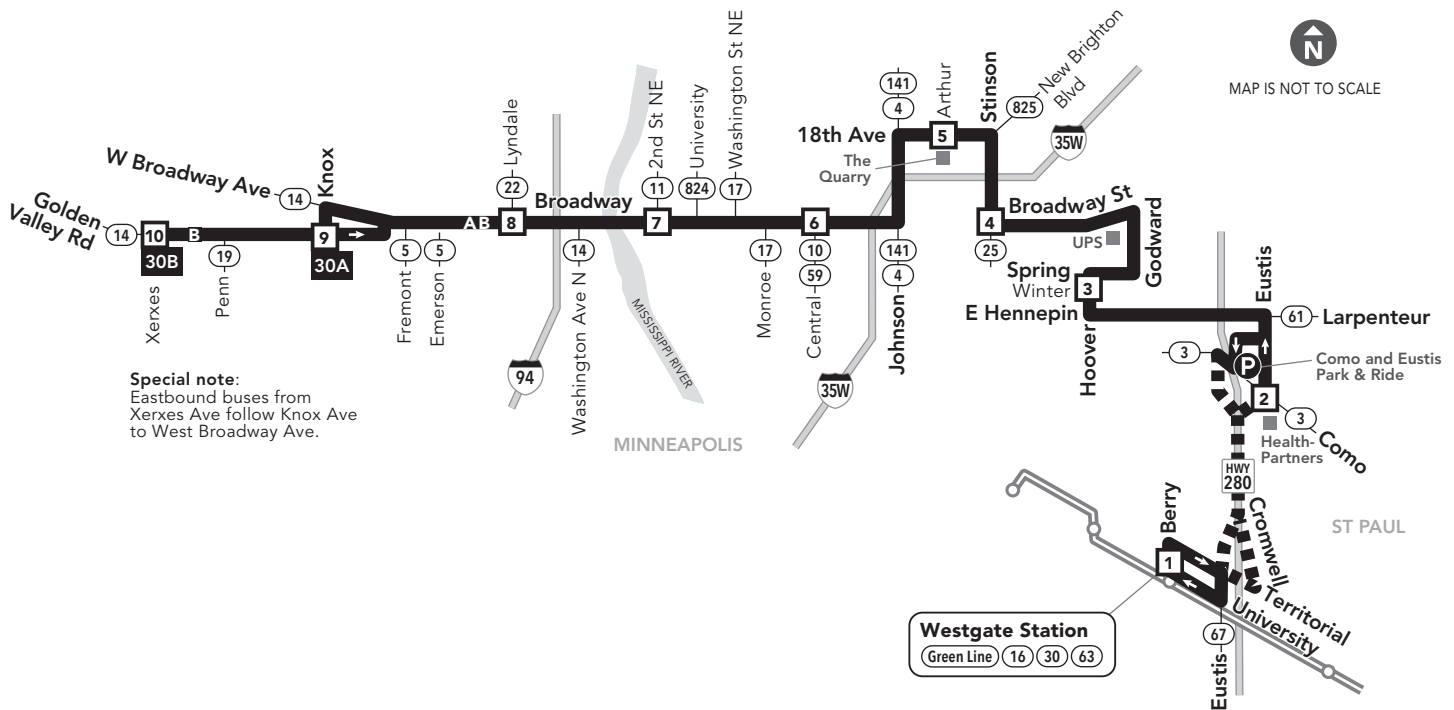 N
MAP IS NOT TO SCALE
W Broadway Ave
14
Knox
Golden
Valley Rd
14
10
B
30B
Xerxes
19
Penn
9
30A
5
Fremont
5
Emerson
AB
22
Lyndale
8
94
Broadway
14
Washington Ave N
MISSISSIPPI RIVER
11
2nd St NE
7
824
University
17
Washington St NE
17
Monroe
6
10
59
Central
141
4
141
4
Johnson
35W
18th Ave
5
Arthur
The
Quarry
Stinson
825
New Brighton
Blvd
35W
4
25
Broadway St
UPS
Godward
Spring
Winter
3
E Hennepin
Hoover
Eustis
61
Larpenteur
3
P
Como and Eustis
Park & Ride
2
3
Como
Health-
Partners
HWY
280
Cromwell
Berry
1
Territorial
University
67
Eustis
Westgate Station
Green Line
16
30
63
MINNEAPOLIS
ST PAUL
Special note:
Eastbound buses from
Xerxes Ave follow Knox Ave
to West Broadway Ave.